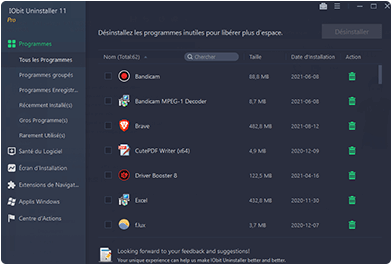 IObit Uninstaller 11
Pro
Programmes
Tous les Programmes
Programmes groupés
Programmes Enregistr...
Récemment Installé(s)
Gros Programme(s)
Rarement Utilisé(s)
Santé du Logiciel
Écran d'Installation
Extensions de Navigat...
Apple Windows
Centre d'Actions
Désinstallez les programmes inutiles pour libérer plus d'espace.
Désinstaller
Nom (Total:62) Chercher Taille Date d'installation Action
Bandicam 88,8 MB 2021-06-08
Bandicam MPEG-1 Decoder 8,7 MB 2021-06-08
Brave 482,8 MB 2021-08-12
CutePDF Writer (x64) 4,9 MB 2020-12-09
Driver Booster 8 122,5 MB 2021-04-16
Excel 432,8 MB 2020-11-30
f.lux 3,7 MB 2020-12-07
Looking forward to your feedback and suggestions!
Your unique experience can help us make IObit Uninstaller better and better.